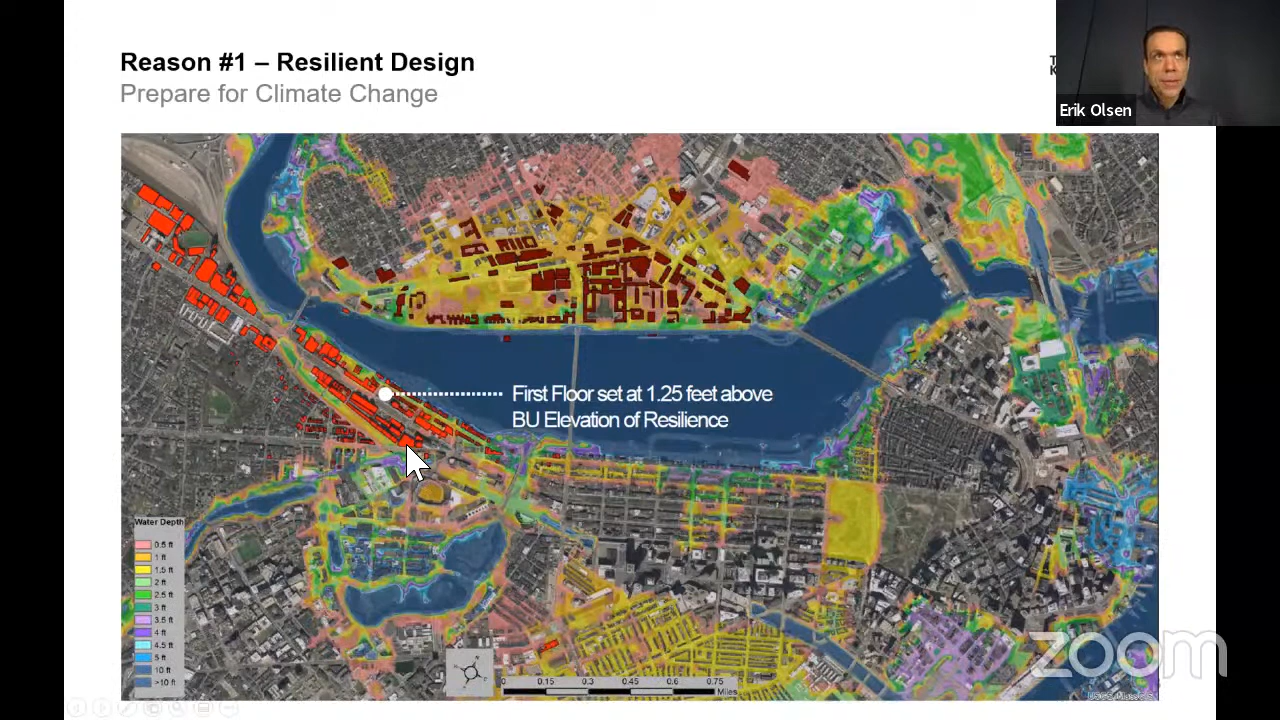 Reason #1 – Resilient Design
Prepare for Climate Change
T
K
Erik Olsen
First Floor set at 1.25 feet above
BU Elevation of Resilience
Water Depth
0.5 ft
1 ft
1.5 ft
2 ft
2.5 ft
3 ft
3.5 ft
4 ft
4.5 ft
5 ft
10 ft
>10 ft
0 0.15 0.3 0.45 0.6 0.75
Miles
zoom